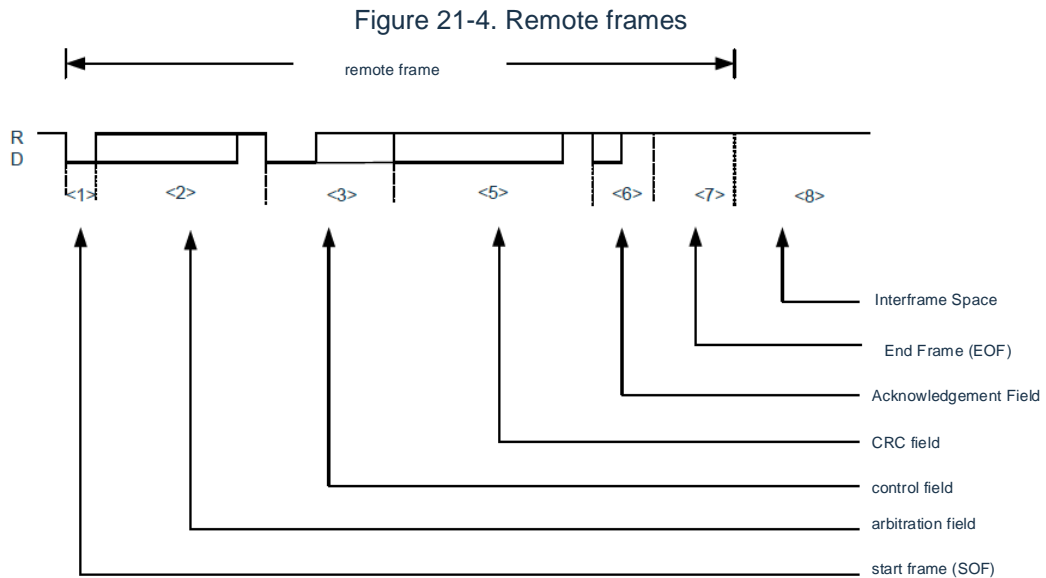 Figure 21-4. Remote frames
remote frame
R
D
<1> <2> <3> <5> <6> <7> <8>
Interframe Space
End Frame (EOF)
Acknowledgement Field
CRC field
control field
arbitration field
start frame (SOF)